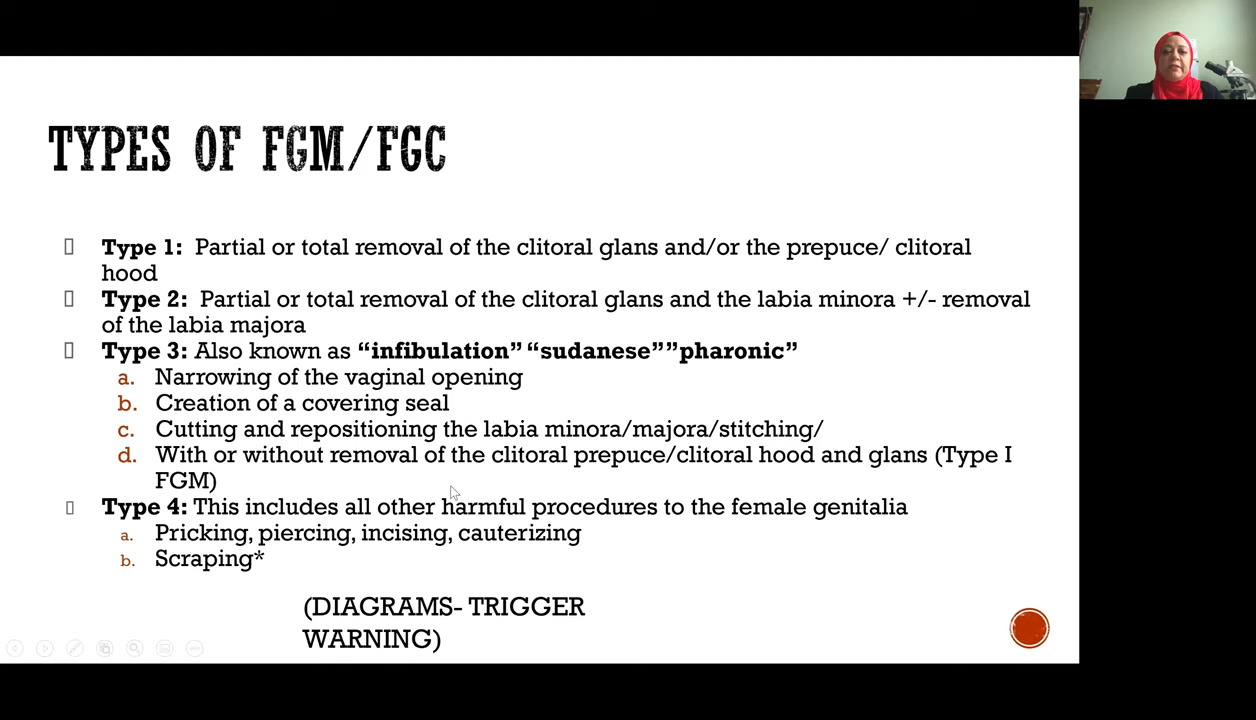 TYPES OF FGM/FGC
Type 1: Partial or total removal of the clitoral glans and/or the prepuce/ clitoral
hood
Type 2: Partial or total removal of the clitoral glans and the labia minora +/- removal
of the labia majora
Type 3: Also known as “infibulation” “sudanese””pharonic”
a. Narrowing of the vaginal opening
b. Creation of a covering seal
c. Cutting and repositioning the labia minora/majora/stitching/
d. With or without removal of the clitoral prepuce/clitoral hood and glans (Type I
FGM)
Type 4: This includes all other harmful procedures to the female genitalia
a. Pricking, piercing, incising, cauterizing
b. Scraping*
(DIAGRAMS- TRIGGER
WARNING)